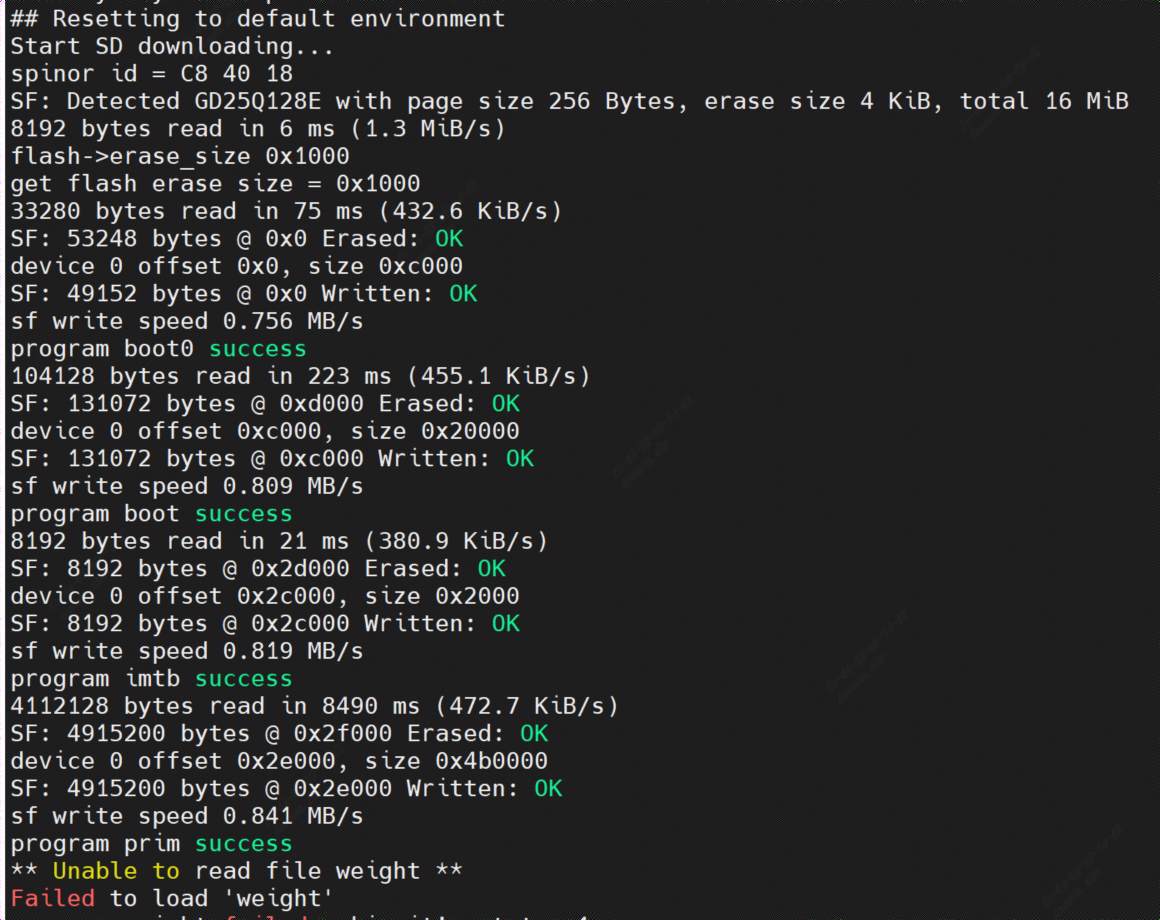 ## Resetting to default environment
Start SD downloading...
spinor id = C8 40 18
SF: Detected GD25Q128E with page size 256 Bytes, erase size 4 KiB, total 16 MiB
8192 bytes read in 6 ms (1.3 MiB/s)
flash->erase_size 0x1000
get flash erase size = 0x1000
33280 bytes read in 75 ms (432.6 KiB/s)
SF: 53248 bytes @ 0x0 Erased: OK
device 0 offset 0x0, size 0xc000
SF: 49152 bytes @ 0x0 Written: OK
sf write speed 0.756 MB/s
program boot0 success
104128 bytes read in 223 ms (455.1 KiB/s)
SF: 131072 bytes @ 0xd000 Erased: OK
device 0 offset 0xc000, size 0x20000
SF: 131072 bytes @ 0xc000 Written: OK
sf write speed 0.809 MB/s
program boot success
8192 bytes read in 21 ms (380.9 KiB/s)
SF: 8192 bytes @ 0x2d000 Erased: OK
device 0 offset 0x2c000, size 0x2000
SF: 8192 bytes @ 0x2c000 Written: OK
sf write speed 0.819 MB/s
program imtb success
4112128 bytes read in 8490 ms (472.7 KiB/s)
SF: 4915200 bytes @ 0x2f000 Erased: OK
device 0 offset 0x2e000, size 0x4b0000
SF: 4915200 bytes @ 0x2e000 Written: OK
sf write speed 0.841 MB/s
program prim success
** Unable to read file weight **
Failed to load 'weight'